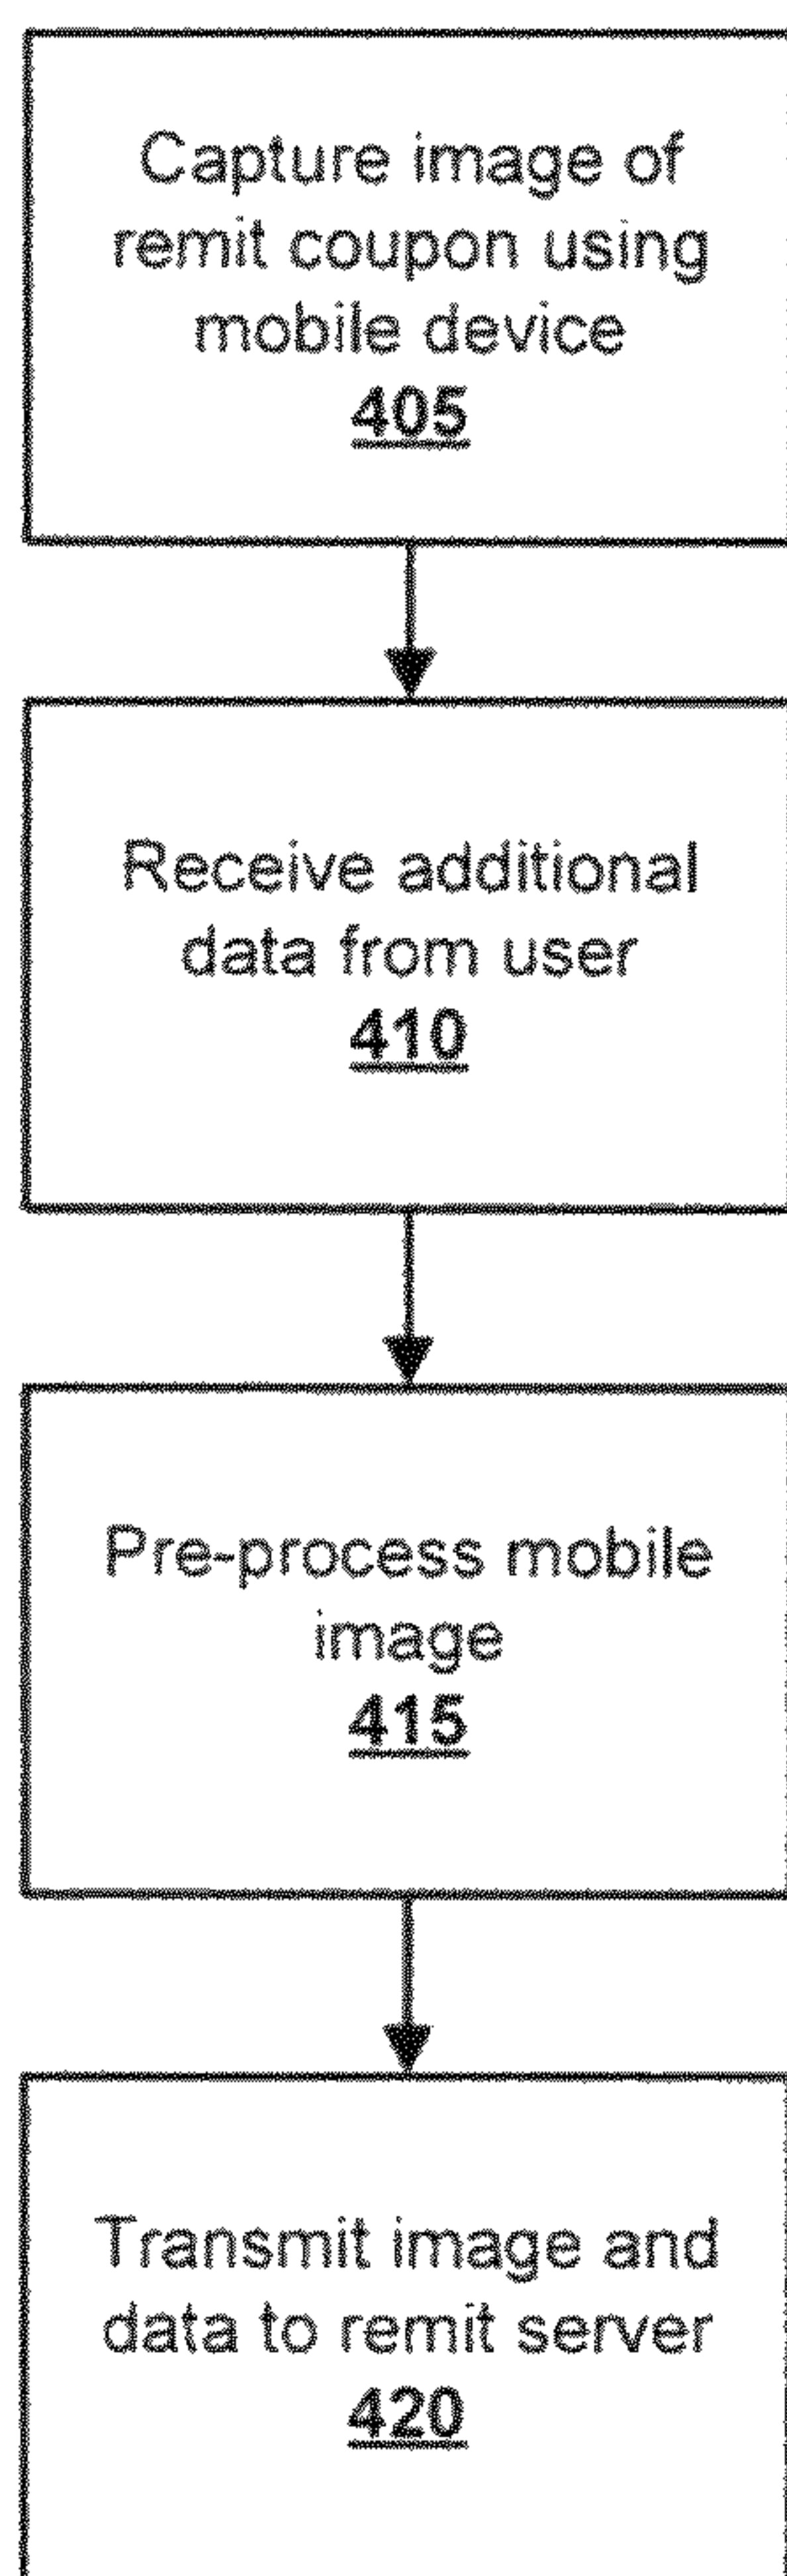 Capture image of
remit coupon using
mobile device
405
Receive additional
data from user
410
Pre-process mobile
image
415
Transmit image and
data to remit server
420